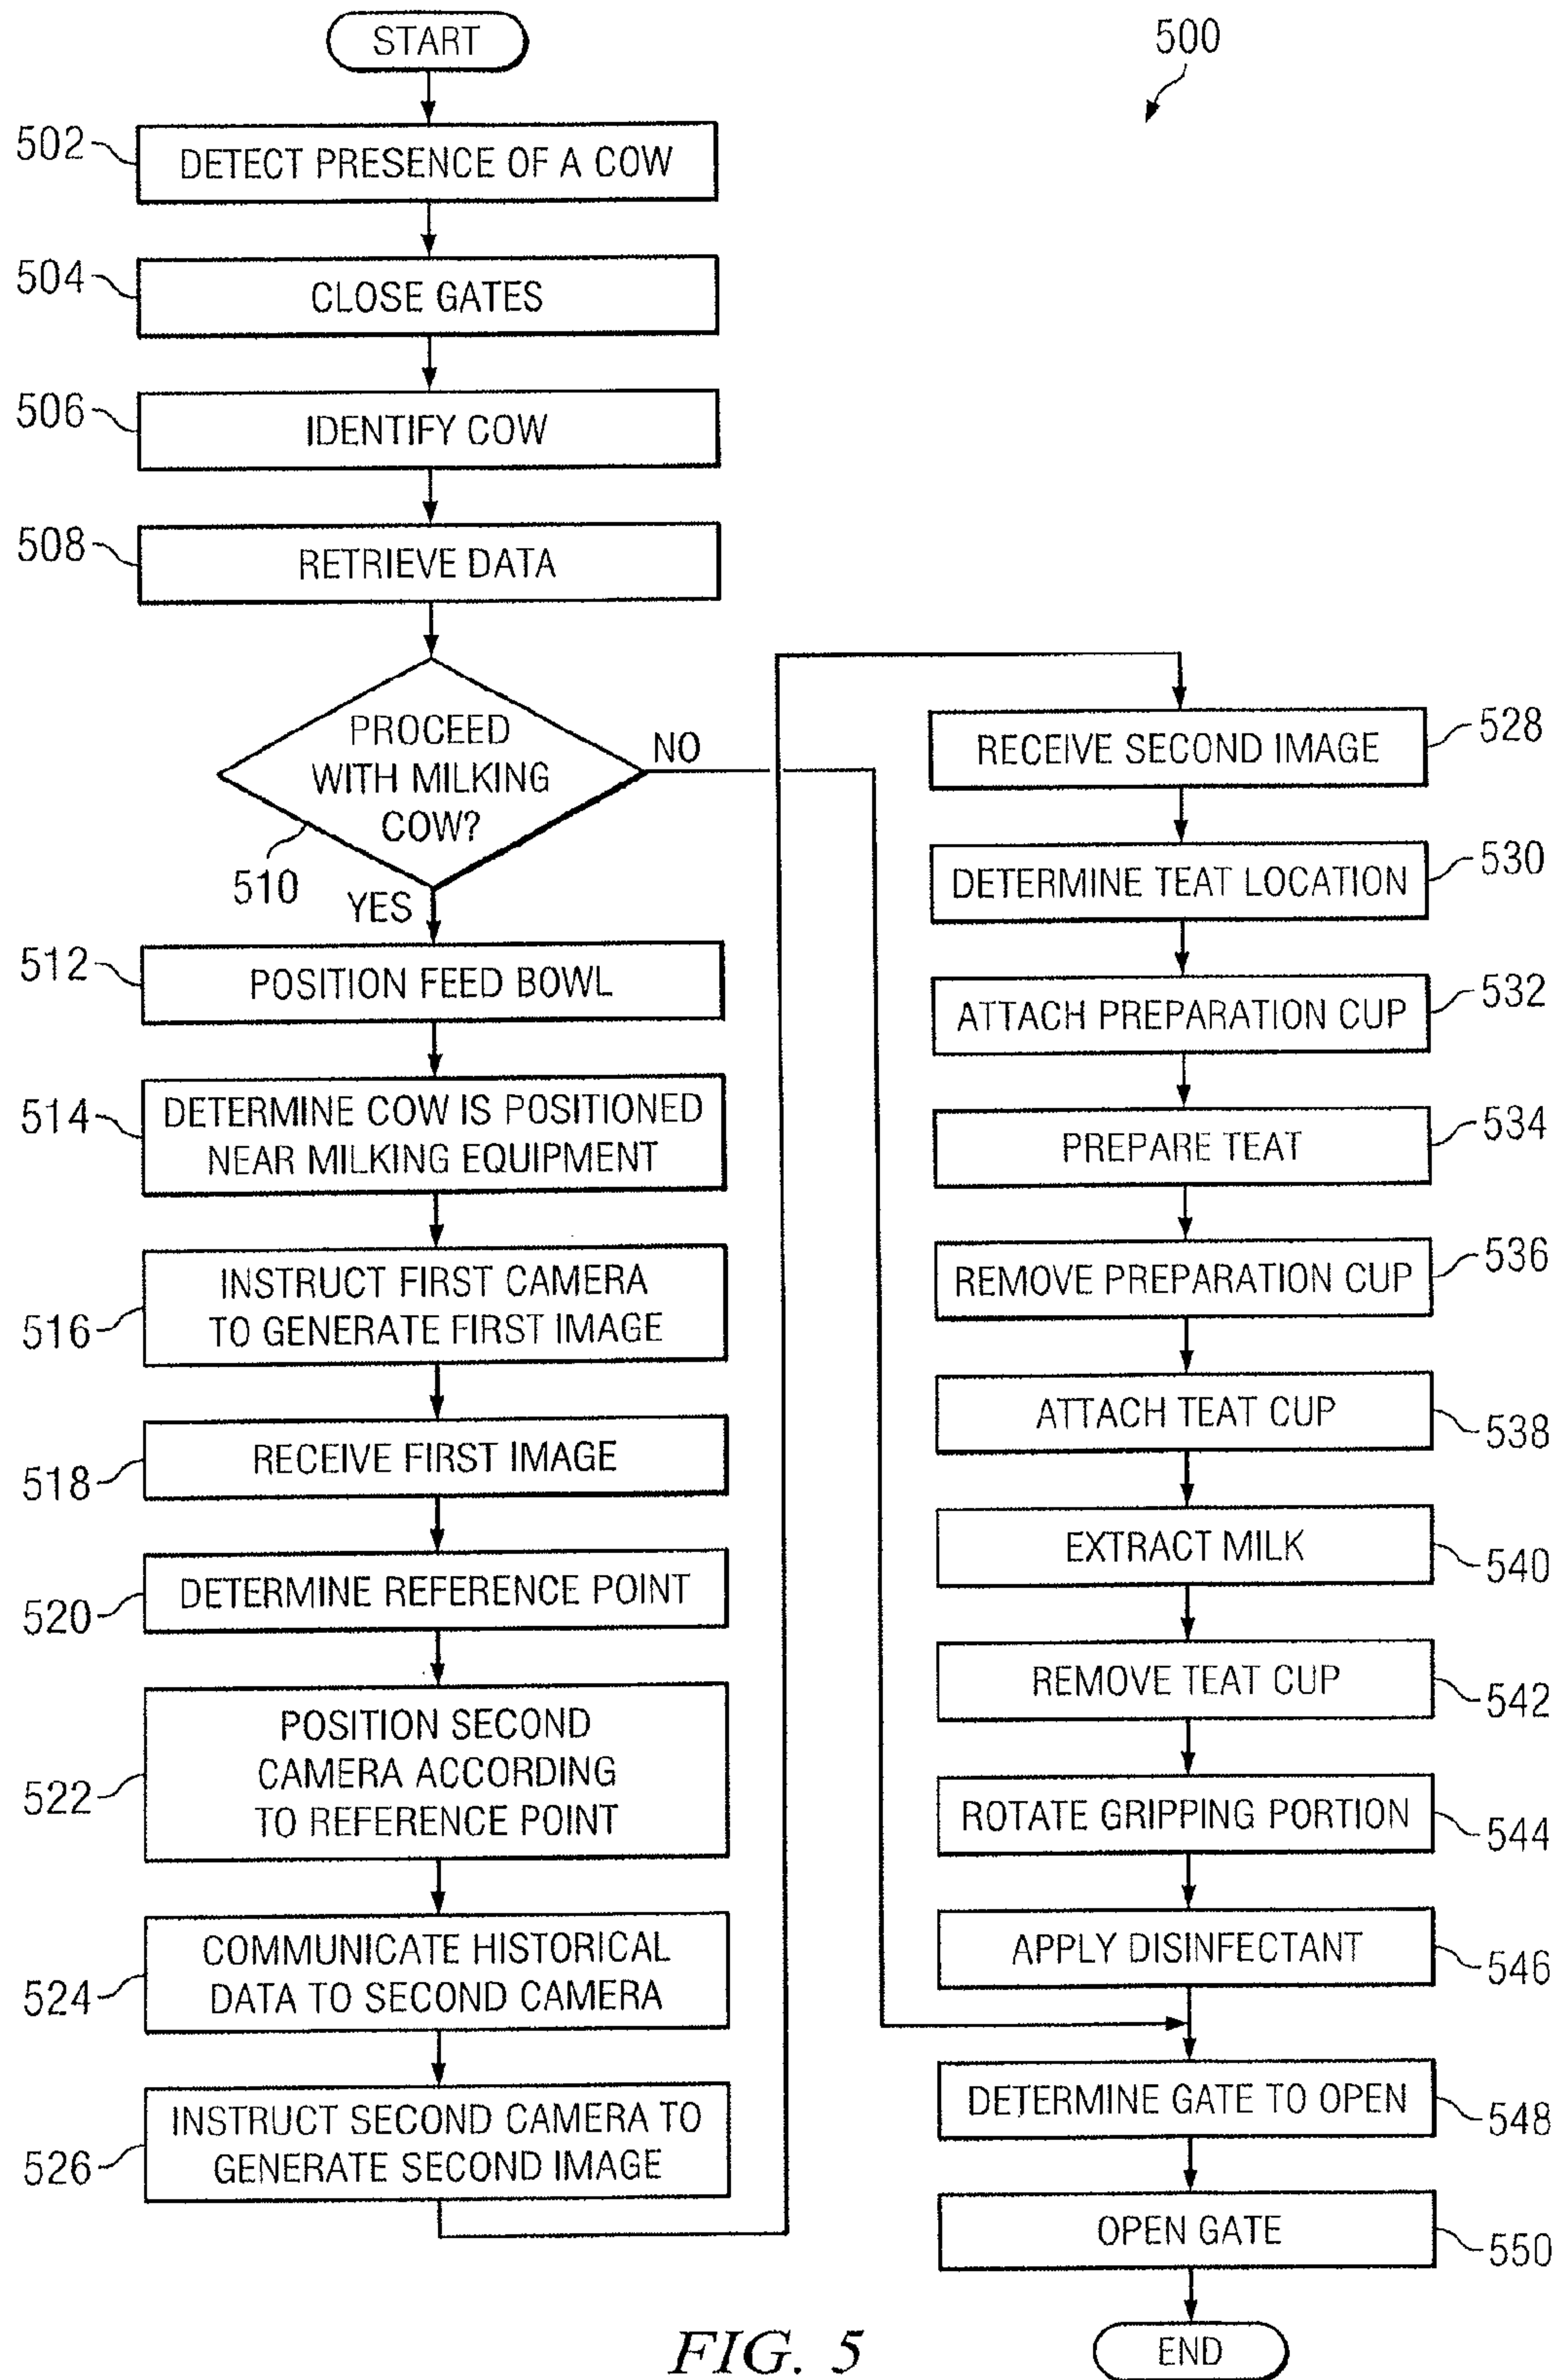 START
500
502
DETECT PRESENCE OF A COW
504
CLOSE GATES
506
IDENTIFY COW
508
RETRIEVE DATA
PROCEED
WITH MILKING
COW?
NO
510
YES
512
POSITION FEED BOWL
514
DETERMINE COW IS POSITIONED
NEAR MILKING EQUIPMENT
516
INSTRUCT FIRST CAMERA
TO GENERATE FIRST IMAGE
518
RECEIVE FIRST IMAGE
520
DETERMINE REFERENCE POINT
522
POSITION SECOND
CAMERA ACCORDING
TO REFERENCE POINT
524
COMMUNICATE HISTORICAL
DATA TO SECOND CAMERA
526
INSTRUCT SECOND CAMERA TO
GENERATE SECOND IMAGE
RECEIVE SECOND IMAGE
528
DETERMINE TEAT LOCATION
530
ATTACH PREPARATION CUP
532
PREPARE TEAT
534
REMOVE PREPARATION CUP
536
ATTACH TEAT CUP
538
EXTRACT MILK
540
REMOVE TEAT CUP
542
ROTATE GRIPPING PORTION
544
APPLY DISINFECTANT
546
DETERMINE GATE TO OPEN
548
OPEN GATE
550
END
FIG. 5